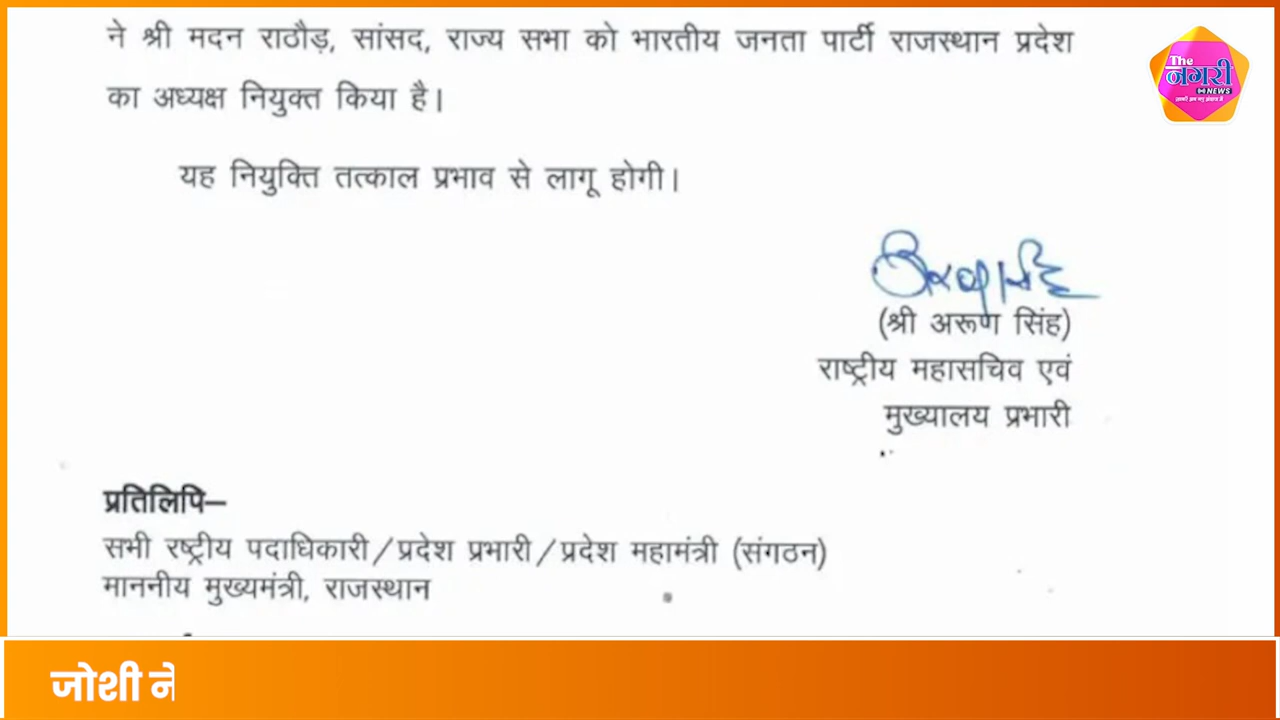 ने श्री मदन राठौड़, सांसद, राज्य सभा को भारतीय जनता पार्टी राजस्थान प्रदेश
का अध्यक्ष नियुक्त किया है।
यह नियुक्ति तत्काल प्रभाव से लागू होगी।
(श्री अरूण सिंह)
राष्ट्रीय महासचिव एवं
मुख्यालय प्रभारी
प्रतिलिपि–
सभी रष्ट्रीय पदाधिकारी/प्रदेश प्रभारी/प्रदेश महामंत्री (संगठन)
माननीय मुख्यमंत्री, राजस्थान
The
नगरी
NEWS
जोशी ने